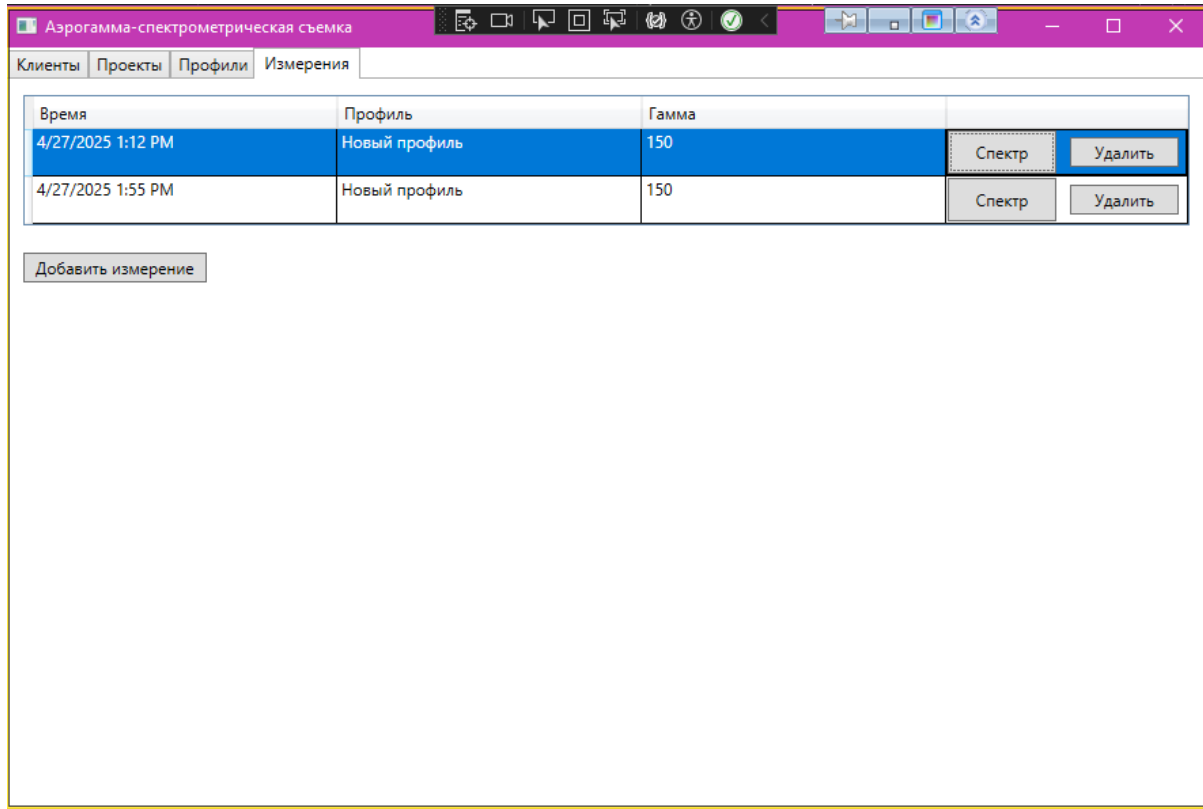 Аэрогамма-спектрометрическая съемка
Клиенты Проекты Профили Измерения
Время Профиль Гамма
4/27/2025 1:12 PM Новый профиль 150 Спектр Удалить
4/27/2025 1:55 PM Новый профиль 150 Спектр Удалить
Добавить измерение